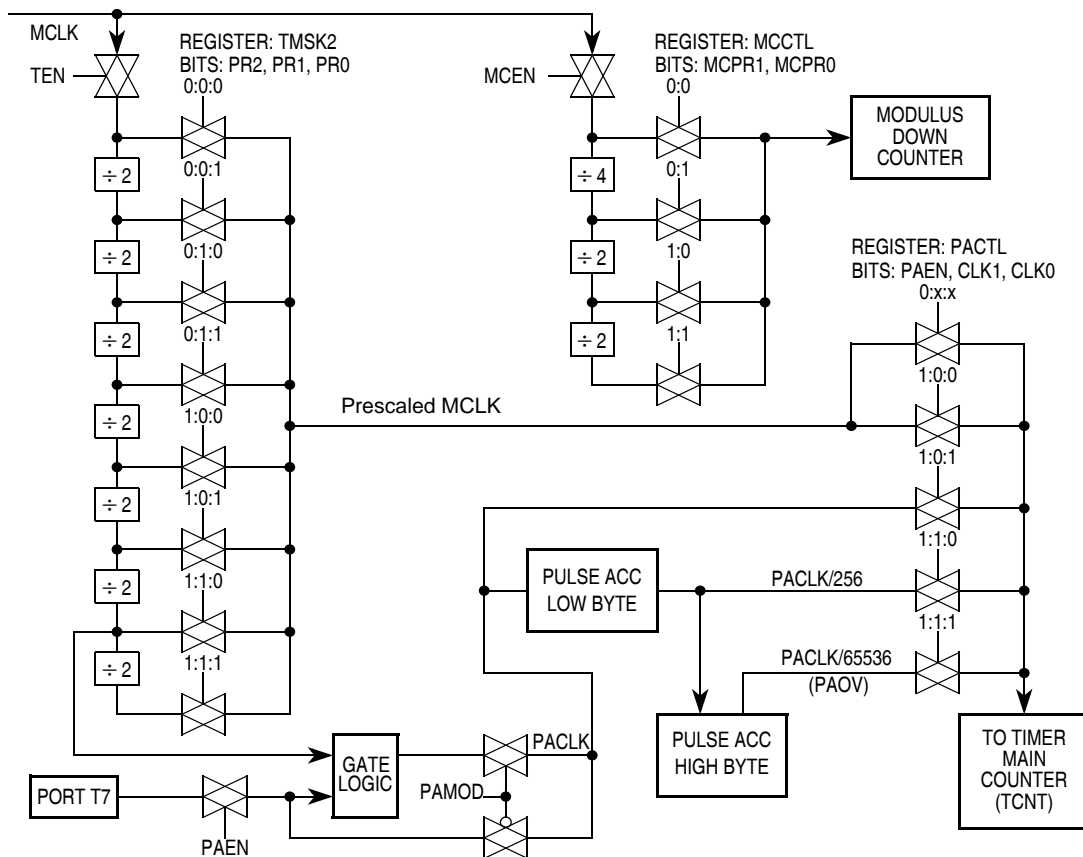 MCLK
TEN
REGISTER: TMSK2
BITS: PR2, PR1, PR0
0:0:0
÷ 2
0:0:1
÷ 2
0:1:0
÷ 2
0:1:1
÷ 2
1:0:0
÷ 2
1:0:1
÷ 2
1:1:0
÷ 2
1:1:1
MCEN
REGISTER: MCCTL
BITS: MCPR1, MCPR0
0:0
÷ 4
0:1
÷ 2
1:0
÷ 2
1:1
MODULUS
DOWN
COUNTER
Prescaled MCLK
REGISTER: PACTL
BITS: PAEN, CLK1, CLK0
0:x:x
1:0:0
1:0:1
1:1:0
1:1:1
PULSE ACC
LOW BYTE
PACLK/256
PACLK/65536
(PAOV)
PULSE ACC
HIGH BYTE
TO TIMER
MAIN
COUNTER
(TCNT)
PORT T7
PAEN
GATE
LOGIC
PACLK
PAMOD